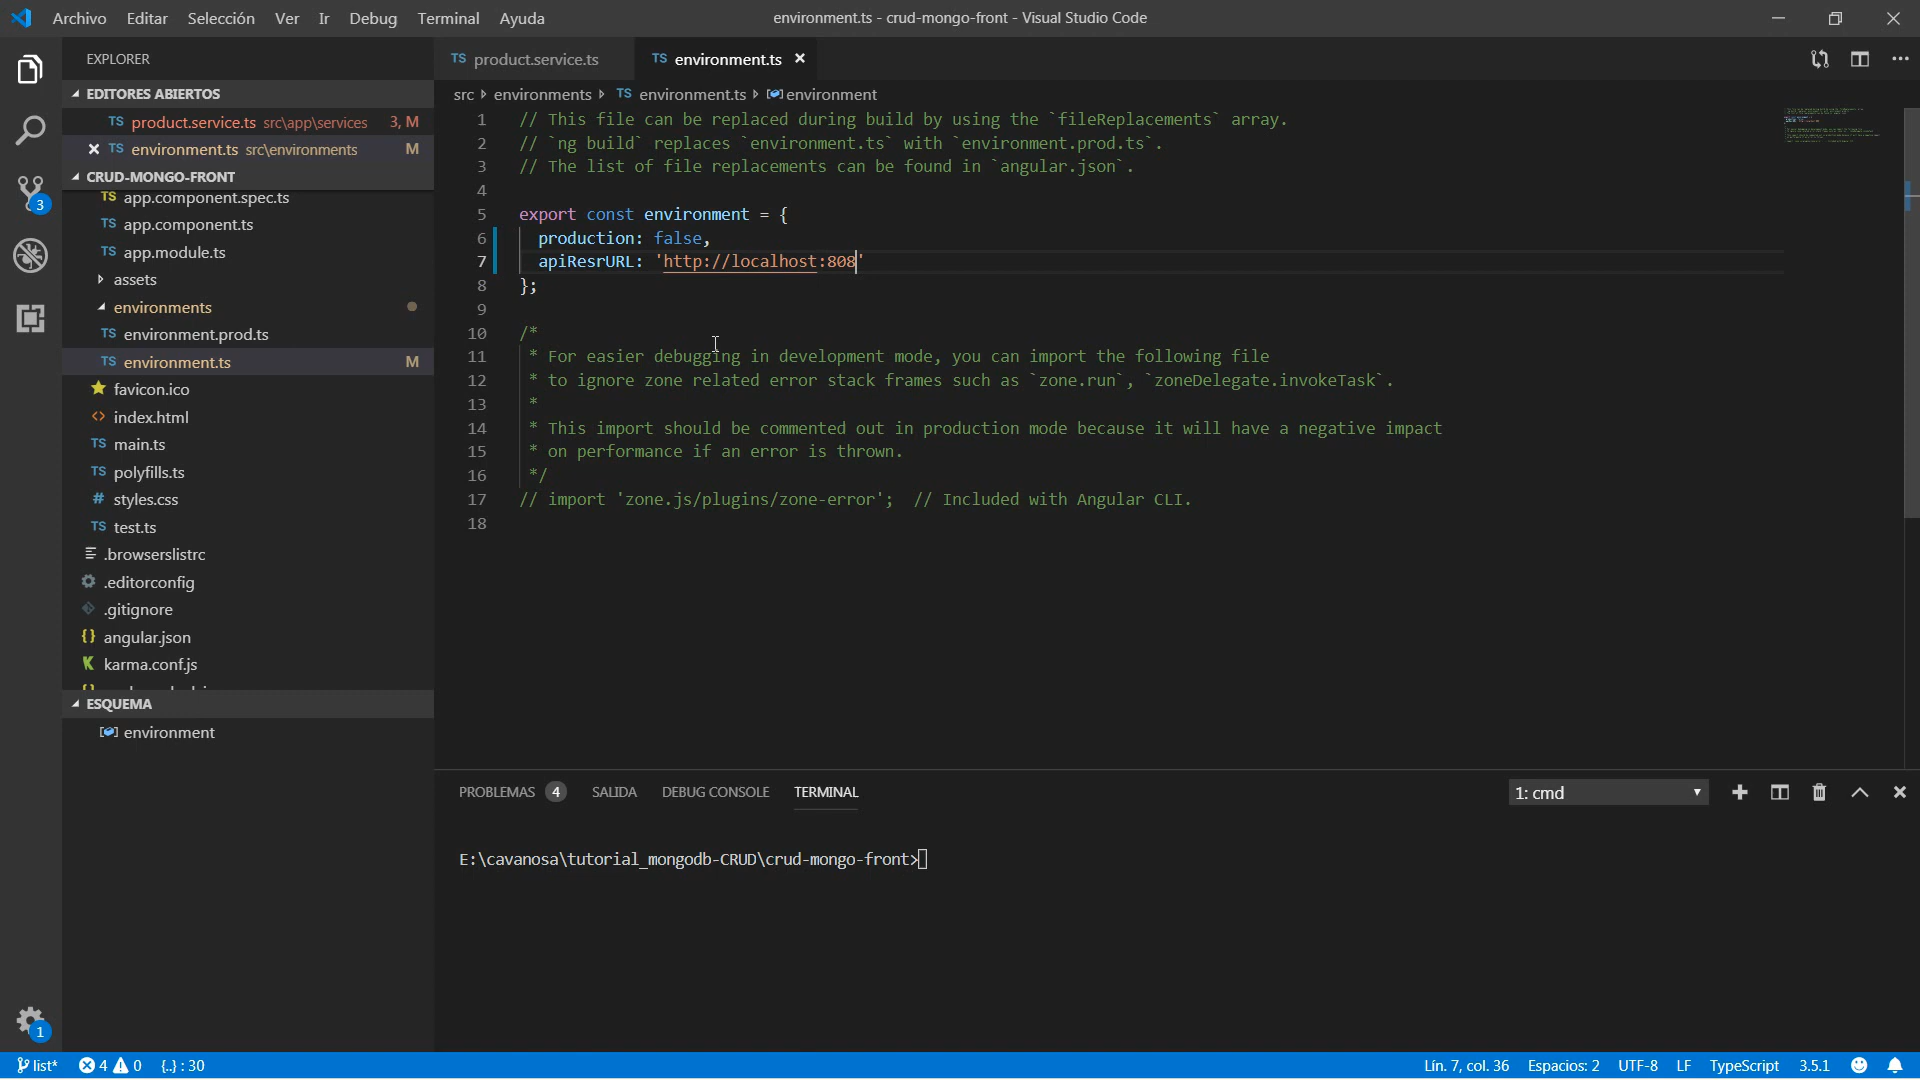 Archivo Editar Selección Ver Ir Debug Terminal Ayuda
environment.ts - crud-mongo-front - Visual Studio Code
EXPLORER
EDITORES ABIERTOS
TS product.service.ts src\app\services 3, M
TS environment.ts src\environments M
CRUD-MONGO-FRONT
TS app.component.spec.ts
TS app.component.ts
TS app.module.ts
assets
environments
TS environment.prod.ts
TS environment.ts M
favicon.ico
<> index.html
TS main.ts
TS polyfills.ts
# styles.css
TS test.ts
.browserslistrc
.editorconfig
.gitignore
{} angular.json
K karma.conf.js
ESQUEMA
environment
3
1
TS product.service.ts
TS environment.ts
src environments TS environment.ts environment
1 // This file can be replaced during build by using the `fileReplacements` array.
2 // `ng build` replaces `environment.ts` with `environment.prod.ts`.
3 // The list of file replacements can be found in `angular.json`.
4
5 export const environment = {
6 production: false,
7 apiResrURL: 'http://localhost:808'
8 };
9
10 /*
11 * For easier debugging in development mode, you can import the following file
12 * to ignore zone related error stack frames such as `zone.run`, `zoneDelegate.invokeTask`.
13 *
14 * This import should be commented out in production mode because it will have a negative impact
15 * on performance if an error is thrown.
16 */
17 // import 'zone.js/plugins/zone-error'; // Included with Angular CLI.
18
PROBLEMAS 4 SALIDA DEBUG CONSOLE TERMINAL 1: cmd
E:\cavanosa\tutorial_mongodb-CRUD\crud-mongo-front>
list* 4 0 {..} : 30 Lín. 7, col. 36 Espacios: 2 UTF-8 LF TypeScript 3.5.1